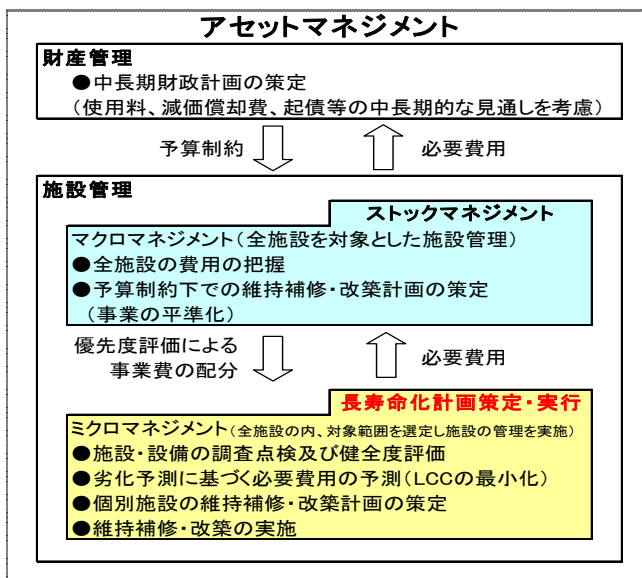 アセットマネジメント
財産管理
●中長期財政計画の策定
(使用料、減価償却費、起債等の中長期的な見通しを考慮)
予算制約
必要費用
施設管理
ストックマネジメント
マクロマネジメント(全施設を対象とした施設管理)
●全施設の費用の把握
●予算制約下での維持補修・改築計画の策定
(事業の平準化)
優先度評価による
事業費の配分
必要費用
長寿命化計画策定・実行
ミクロマネジメント(全施設の内、対象範囲を選定し施設の管理を実施)
●施設・設備の調査点検及び健全度評価
●劣化予測に基づく必要費用の予測(LCCの最小化)
●個別施設の維持補修・改築計画の策定
●維持補修・改築の実施